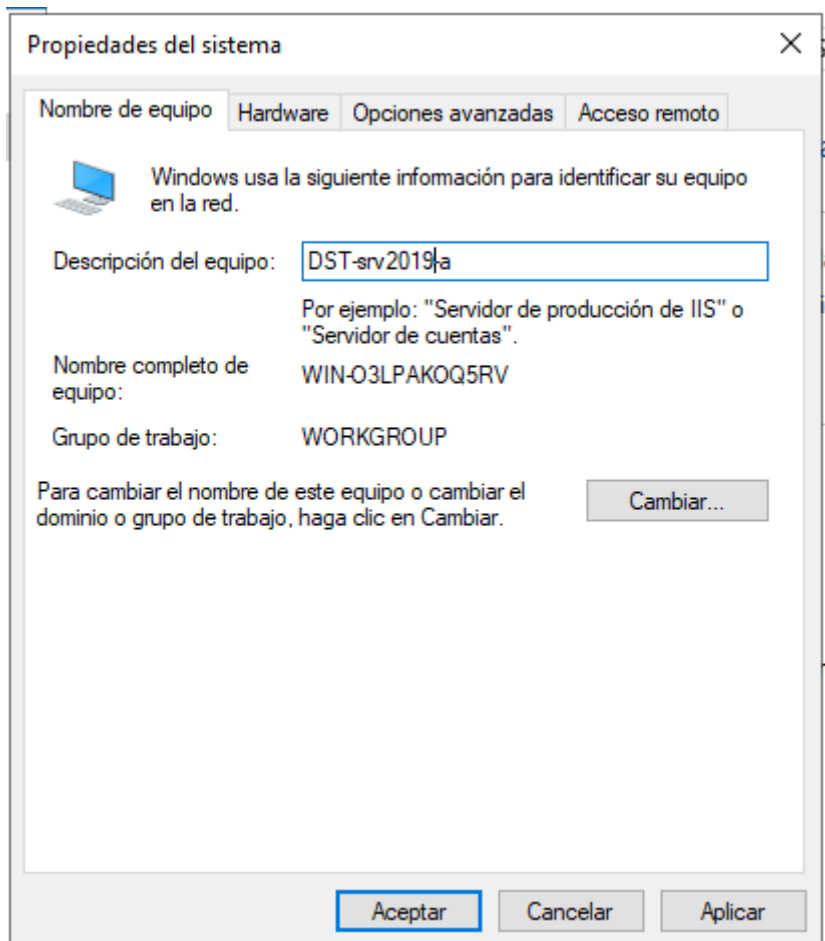 Propiedades del sistema
Nombre de equipo Hardware Opciones avanzadas Acceso remoto
Windows usa la siguiente información para identificar su equipo
en la red.
Descripción del equipo: DST-srv2019-a
Por ejemplo: "Servidor de producción de IIS" o
"Servidor de cuentas".
Nombre completo de
equipo:
WIN-O3LPAKOQ5RV
Grupo de trabajo: WORKGROUP
Para cambiar el nombre de este equipo o cambiar el
dominio o grupo de trabajo, haga clic en Cambiar.
Cambiar...
Aceptar Cancelar Aplicar